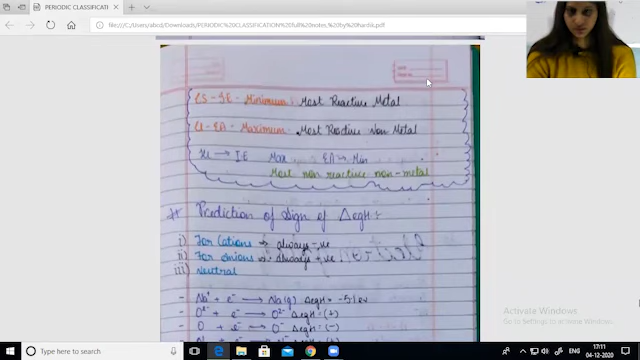 PERIODIC CLASSIFICATI
file:///C:/Users/abcd/Downloads/PERIODIC%20CLASSIFICATION%20full%20notes,%20by%20hardik.pdf
Cs - IE - Minimum Most Reactive Metal
Cl - EA - Maximum Most Reactive Non Metal
IE Max EA → Min
Most non reactive non-metal
Prediction of Sign of ΔegH :-
i) For Cations → always -ve
ii) For anions → always +ve
iii) Neutral
- Na⁺ + e⁻ → Na(g) ΔegH = -5.1 ev
- O⁻ + e⁻ → O²⁻ ΔegH = (+)
- O + e⁻ → O⁻ ΔegH = (-)
Activate Windows
Go to Settings to activate Windows.
Type here to search
ENG
17:11
04-12-2020